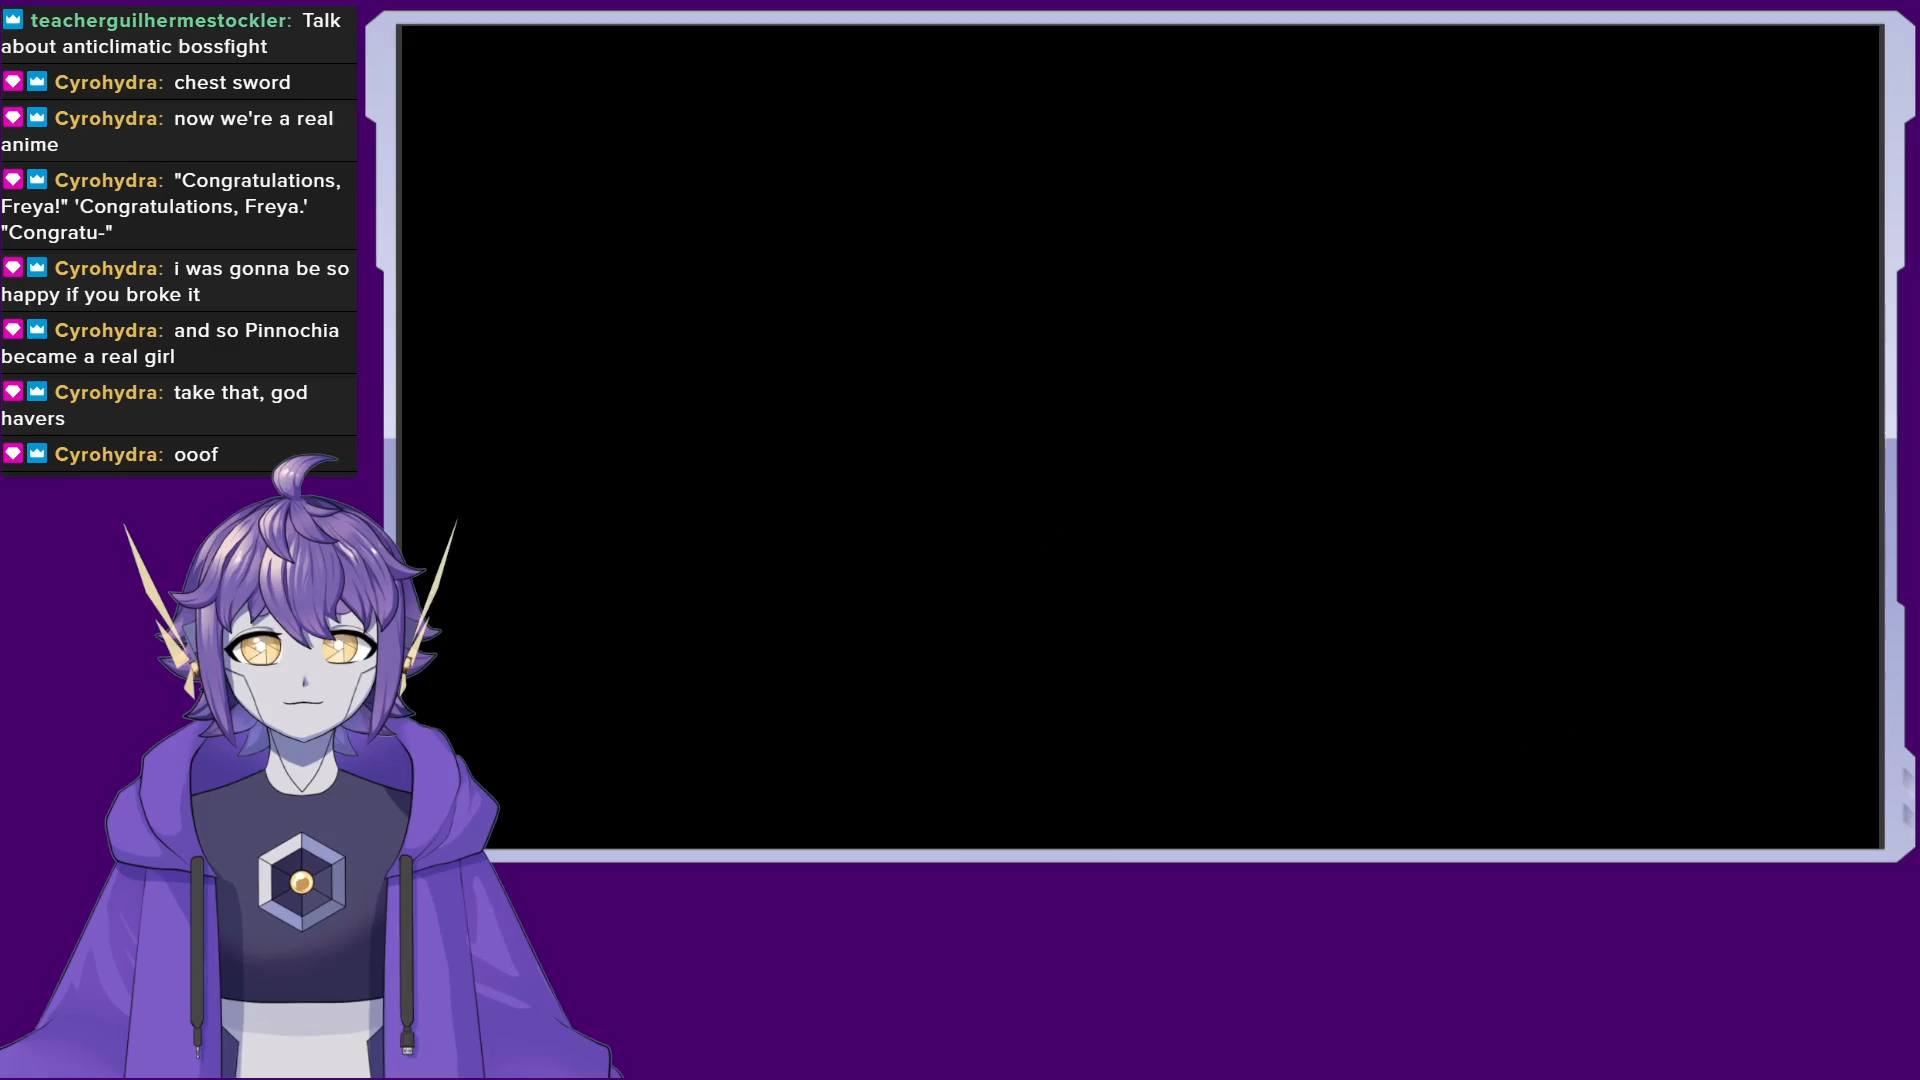 teacherguilhermestockler: Talk
about anticlimatic bossfight
Cyrohydra: chest sword
Cyrohydra: now we're a real
anime
Cyrohydra: "Congratulations,
Freya!" 'Congratulations, Freya.'
"Congratu-"
Cyrohydra: i was gonna be so
happy if you broke it
Cyrohydra: and so Pinnochia
became a real girl
Cyrohydra: take that, god
havers
Cyrohydra: ooof